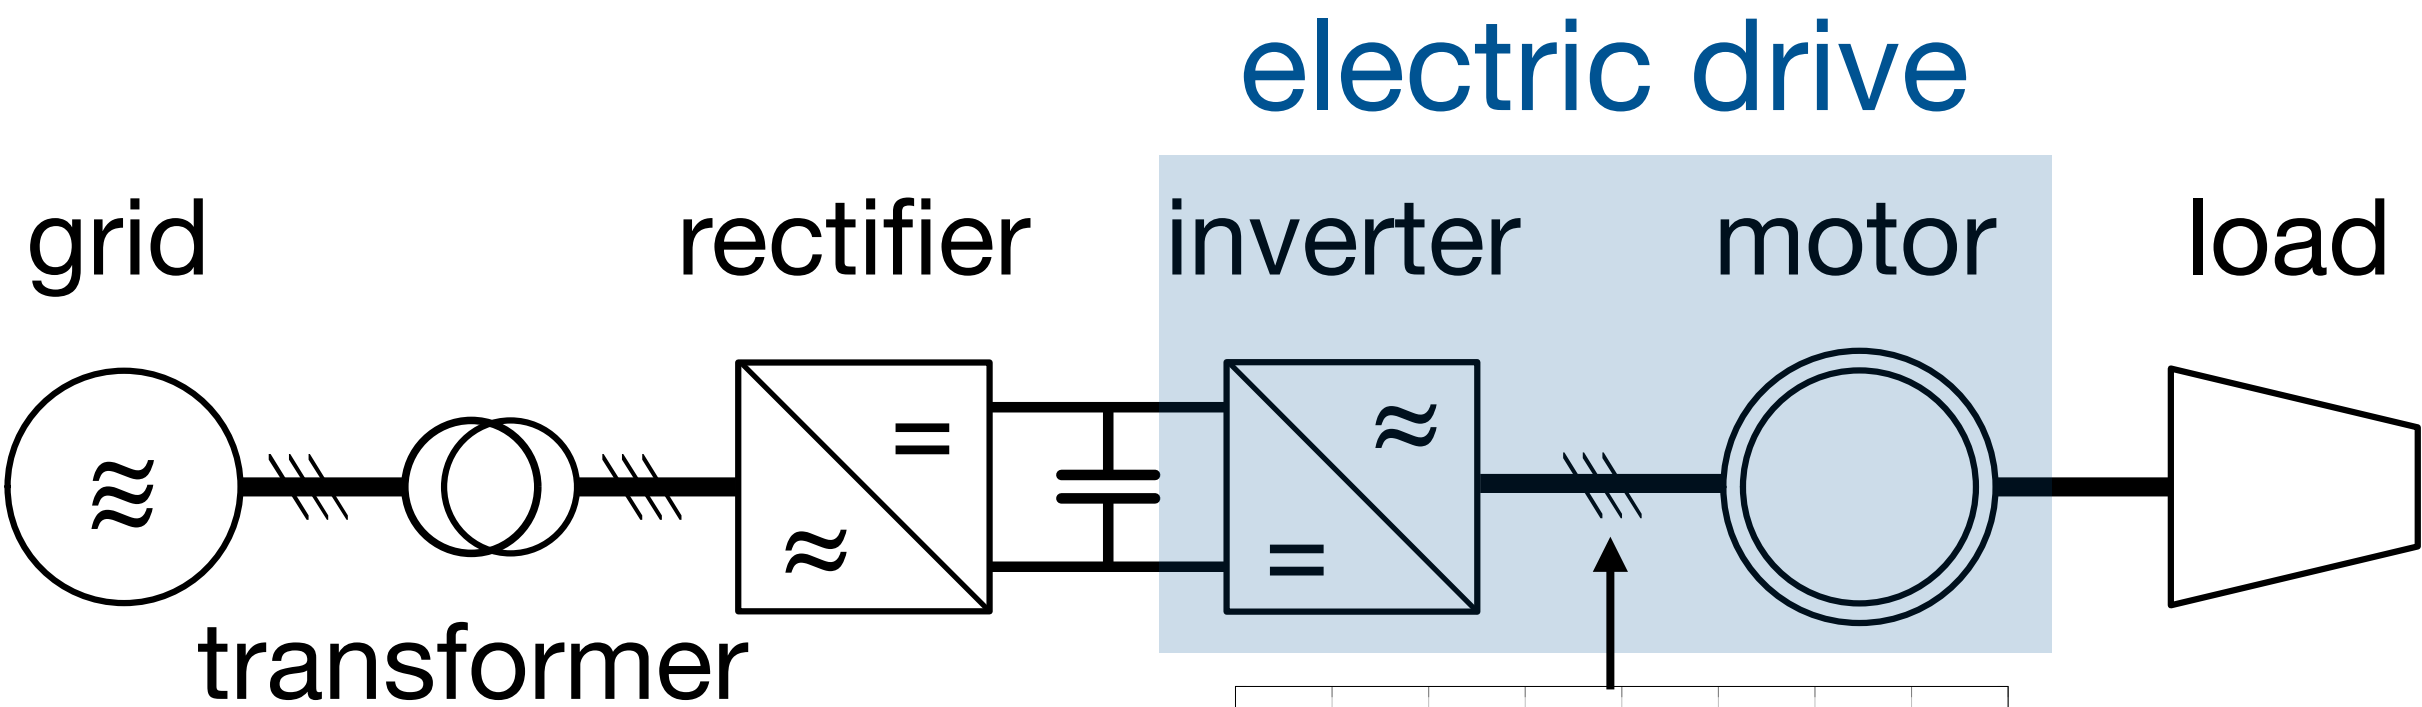 electric drive
grid
rectifier
inverter
motor
load
transformer